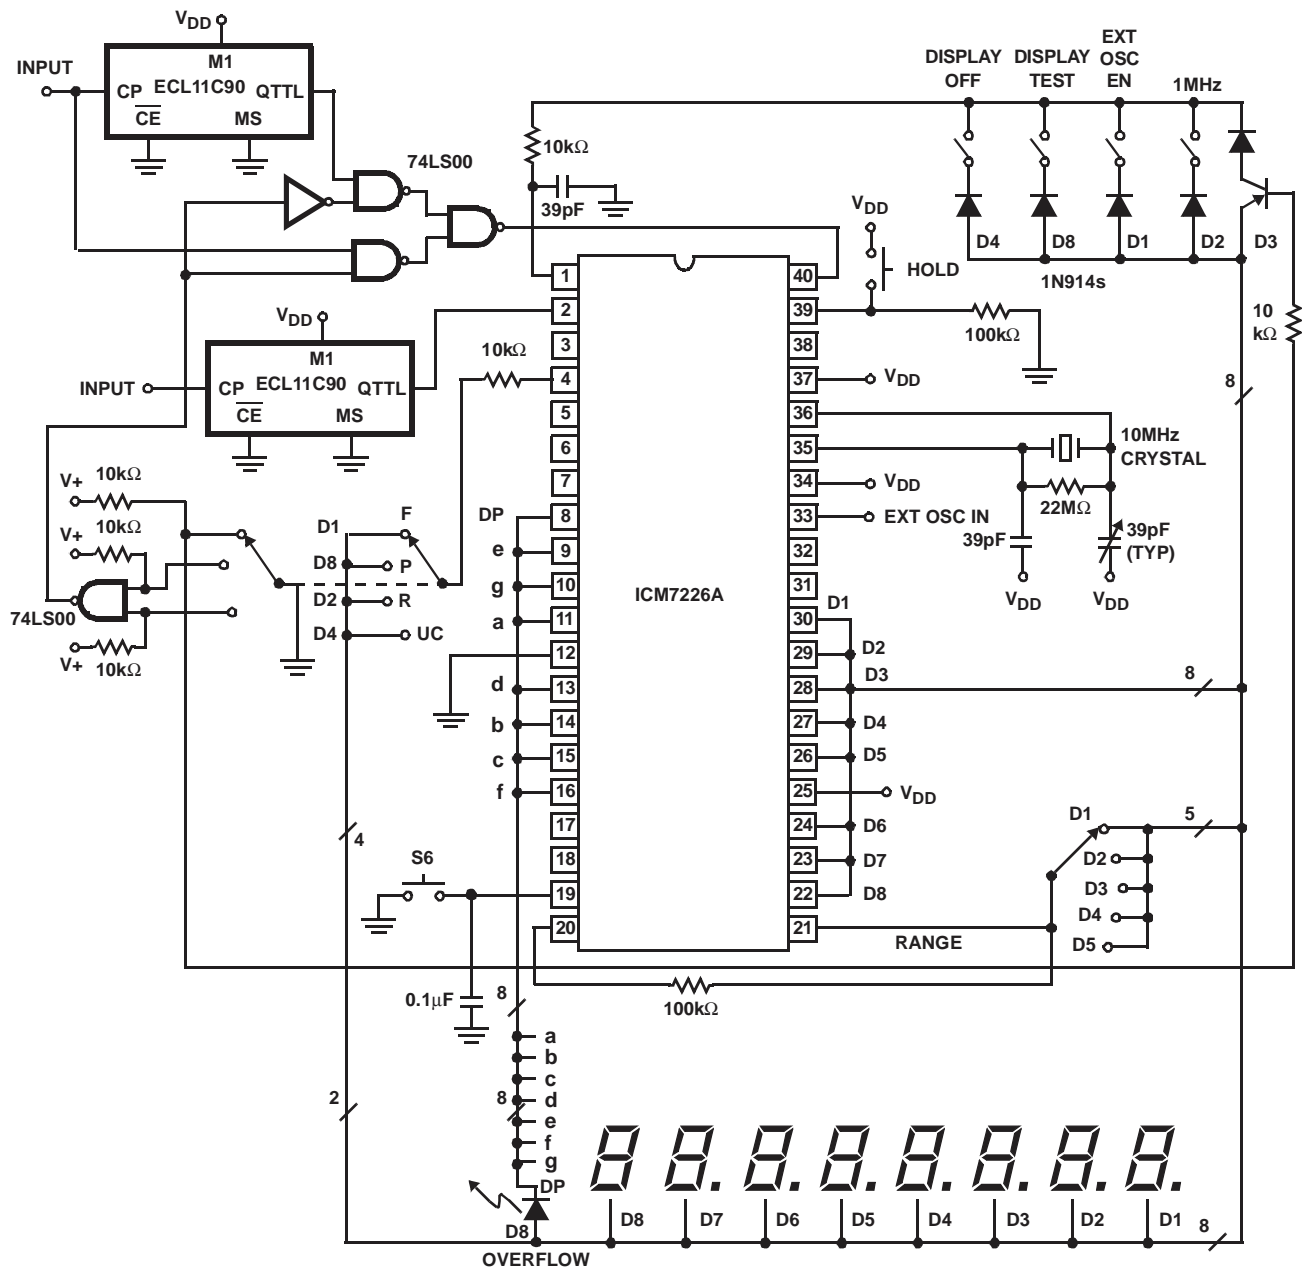 VDD
INPUT
M1
CP ECL11C90 QTTL
CE MS
74LS00
10kΩ
39pF
DISPLAY OFF
DISPLAY TEST
EXT OSC EN
1MHz
D4 D8 D1 D2 D3
1N914s
10 kΩ
VDD
HOLD
100kΩ
VDD
INPUT
M1
CP ECL11C90 QTTL
CE MS
10kΩ
V+ 10kΩ
V+ 10kΩ
74LS00
V+ 10kΩ
D1 F
D8 P
D2 R
D4 UC
1 40
2 39
3 38
4 37 VDD
5 36
6 35
7 34 VDD
DP 8 33 EXT OSC IN
e 9 32
g 10 31
ICM7226A
a 11 30 D1
12 29 D2
d 13 28 D3
b 14 27 D4
c 15 26 D5
f 16 25 VDD
17 24 D6
18 23 D7
19 22 D8
20 21
10MHz CRYSTAL
22MΩ
39pF
39pF (TYP)
VDD VDD
8
8
4
S6
RANGE
D1 5
D2
D3
D4
D5
0.1µF
100kΩ
8
a
b
c
2 8 d
e
f
g
DP
D8
OVERFLOW
D8 D7 D6 D5 D4 D3 D2 D1 8